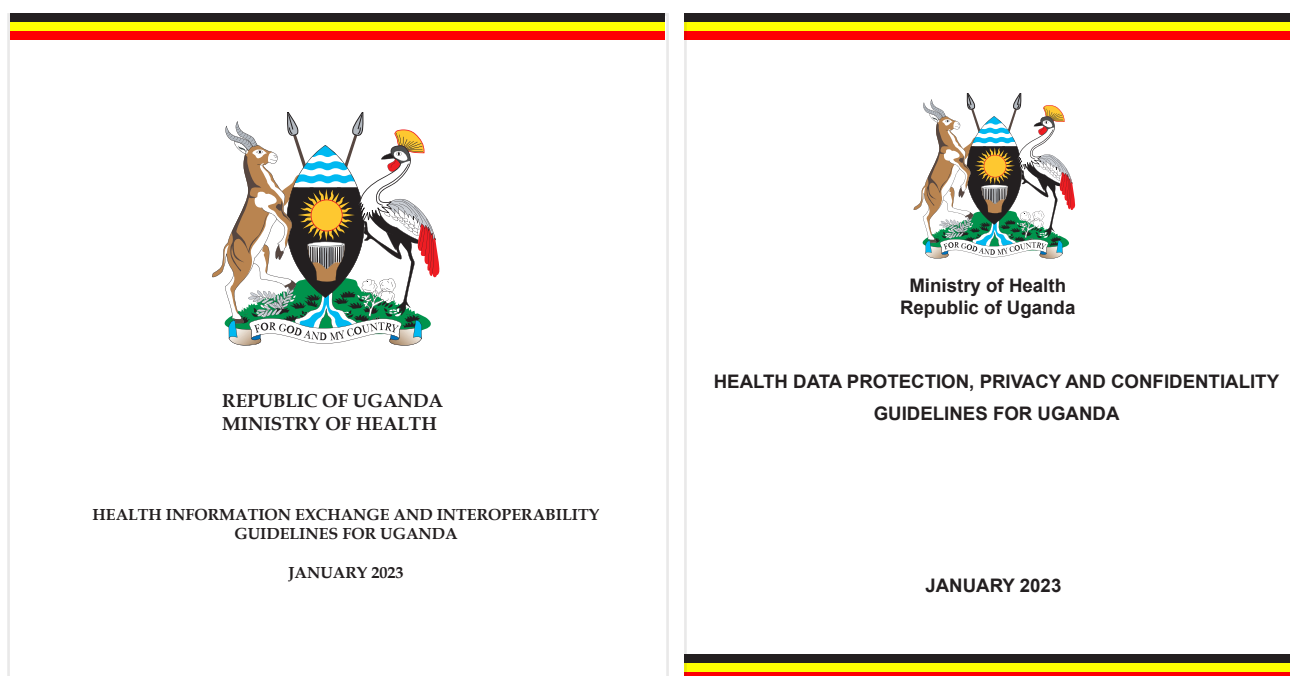 FOR GOD AND MY COUNTRY
REPUBLIC OF UGANDA
MINISTRY OF HEALTH
HEALTH INFORMATION EXCHANGE AND INTEROPERABILITY
GUIDELINES FOR UGANDA
JANUARY 2023
FOR GOD AND MY COUNTRY
Ministry of Health
Republic of Uganda
HEALTH DATA PROTECTION, PRIVACY AND CONFIDENTIALITY
GUIDELINES FOR UGANDA
JANUARY 2023